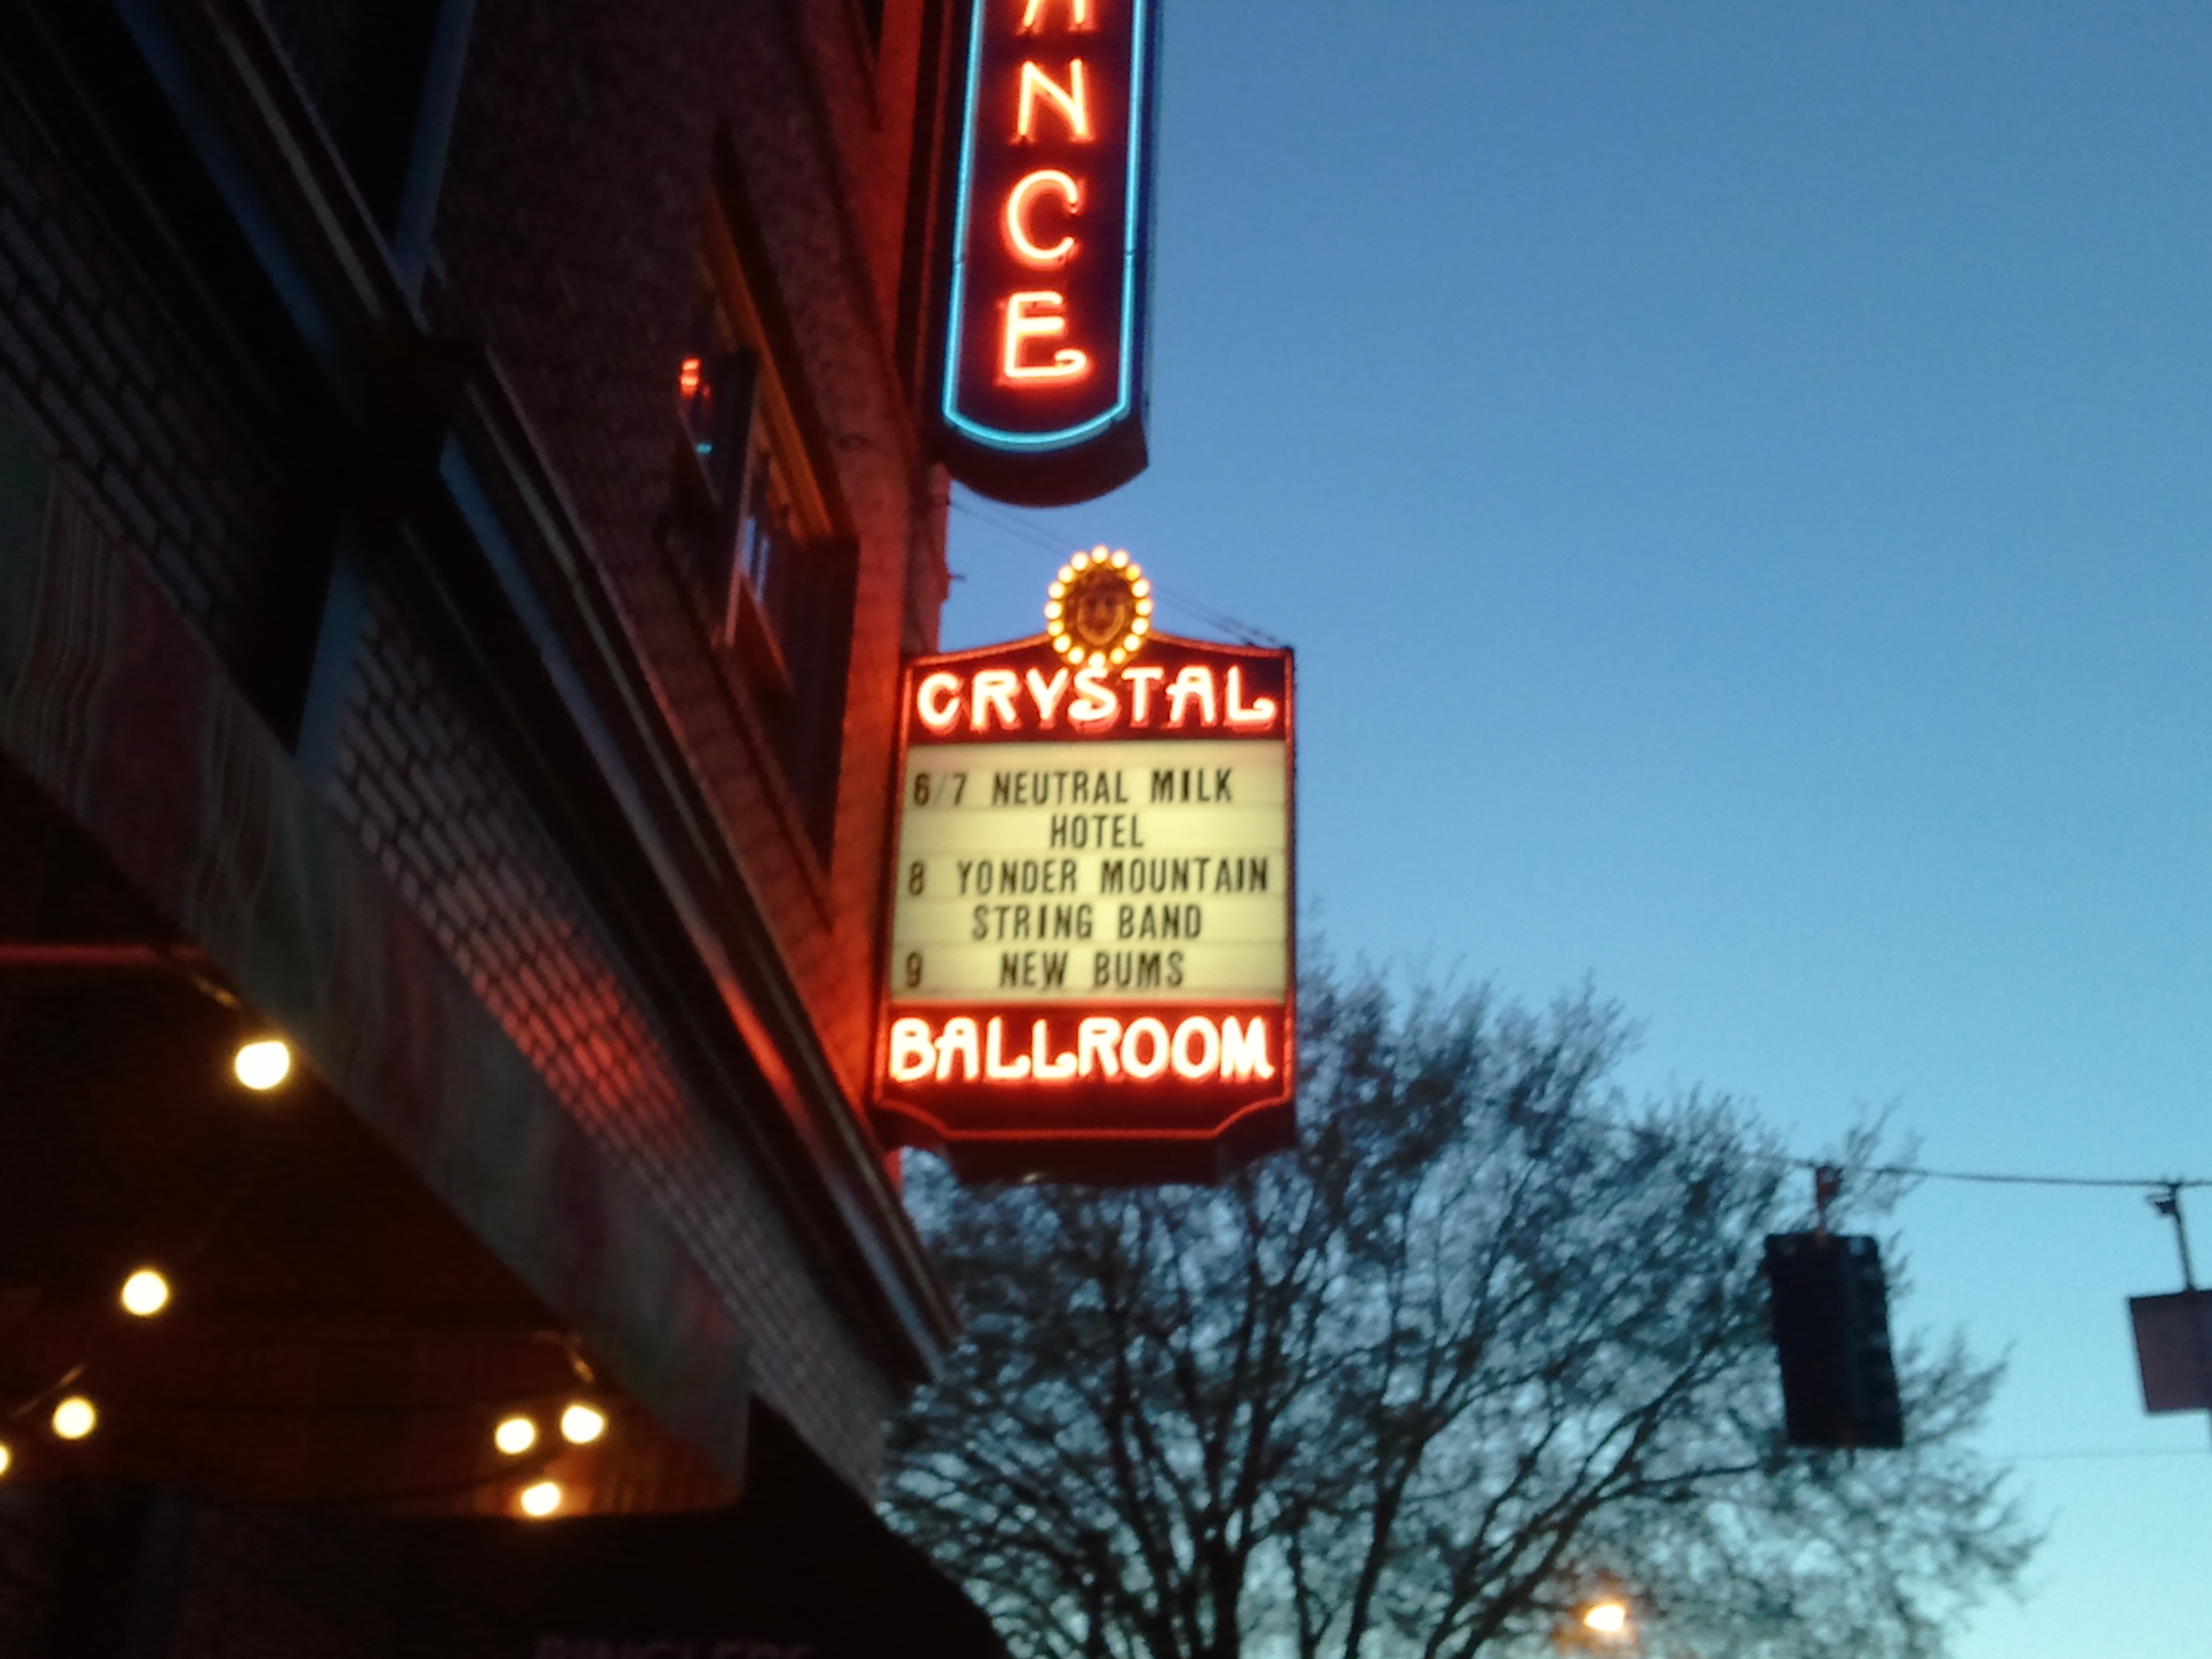 ANCE
CRYSTAL
6/7 NEUTRAL MILK
HOTEL
8 YONDER MOUNTAIN
STRING BAND
9 NEW BUMS
BALLROOM